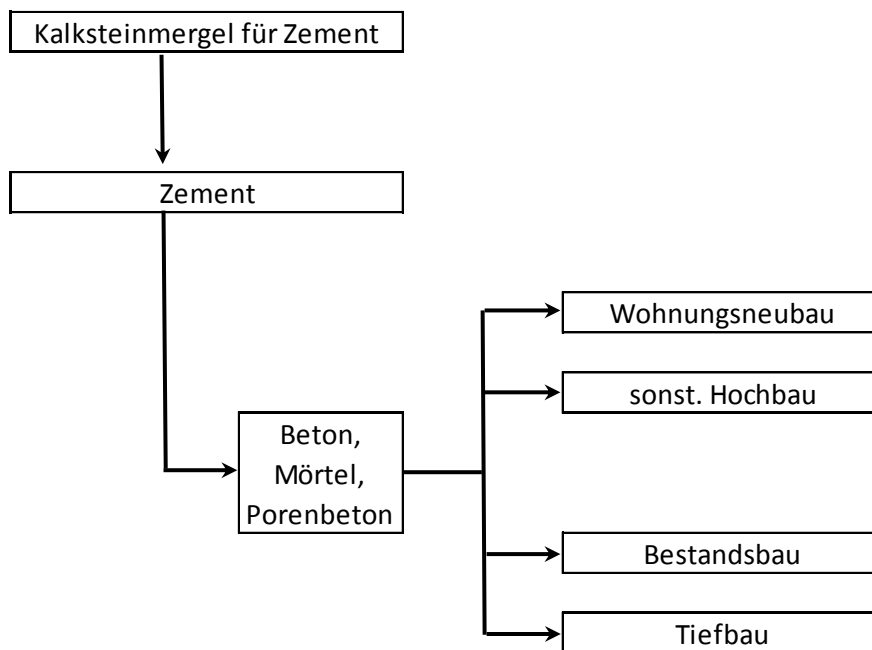 Kalksteinmergel für Zement
Zement
Wohnungsneubau
sonst. Hochbau
Beton,
Mörtel,
Porenbeton
Bestandsbau
Tiefbau